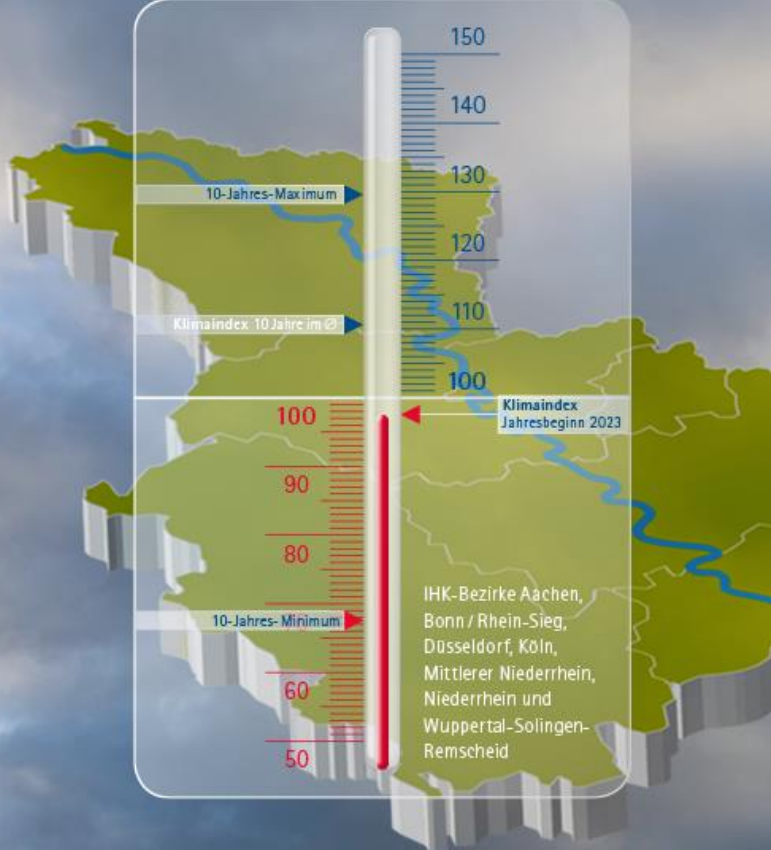 150
140
130
10-Jahres-Maximum
120
110
Klimaindex 10 Jahre im Ø
100
Klimaindex
Jahresbeginn 2023
100
90
80
10-Jahres-Minimum
60
50
IHK-Bezirke Aachen,
Bonn / Rhein-Sieg,
Düsseldorf, Köln,
Mittlerer Niederrhein,
Niederrhein und
Wuppertal-Solingen-
Remscheid